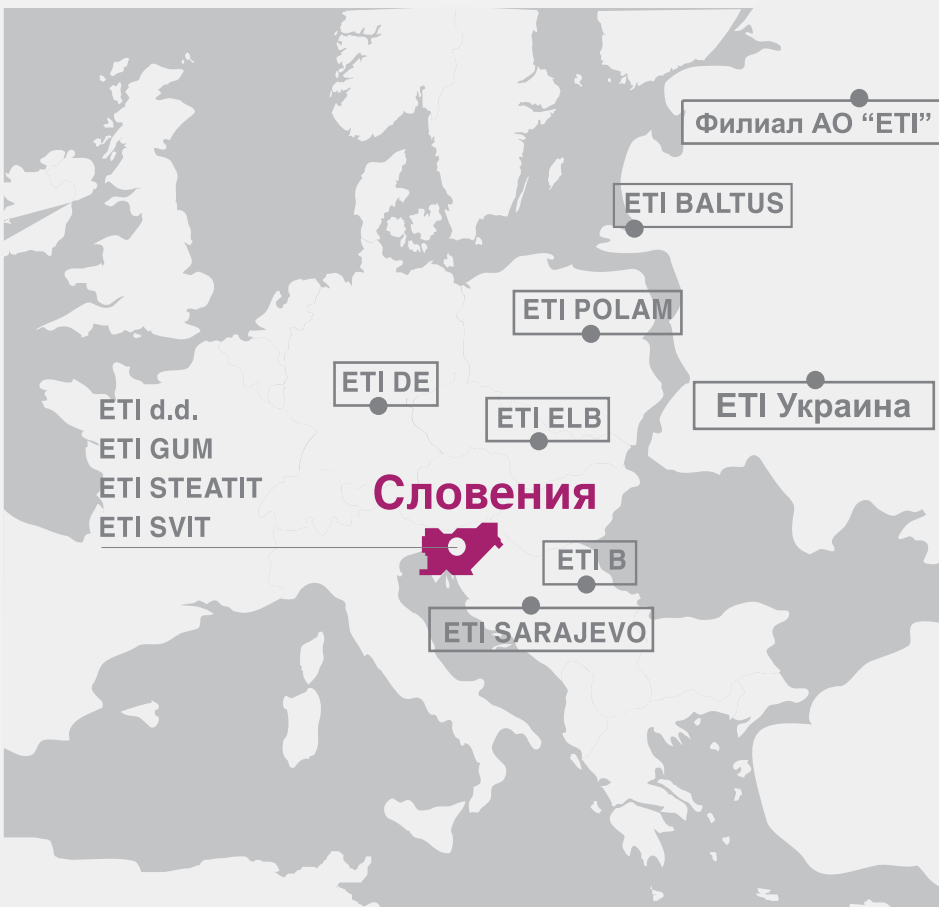 Филиал АО “ETI”
ETI BALTUS
ETI POLAM
ETI DE
ETI Украина
ETI d.d.
ETI GUM
ETI STEATIT
ETI SVIT
ETI ELB
Словения
ETI B
ETI SARAJEVO